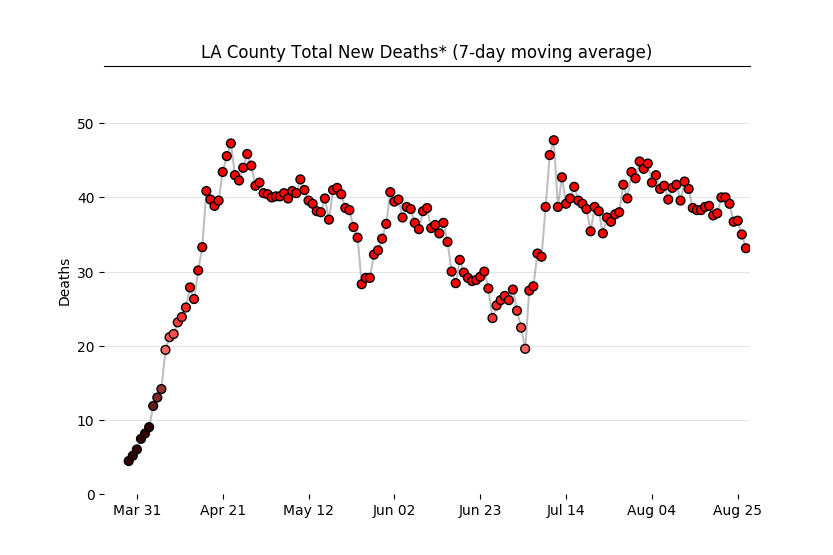 LA County Total New Deaths* (7-day moving average)
Deaths
50
40
30
20
10
0
Mar 31
Apr 21
May 12
Jun 02
Jun 23
Jul 14
Aug 04
Aug 25